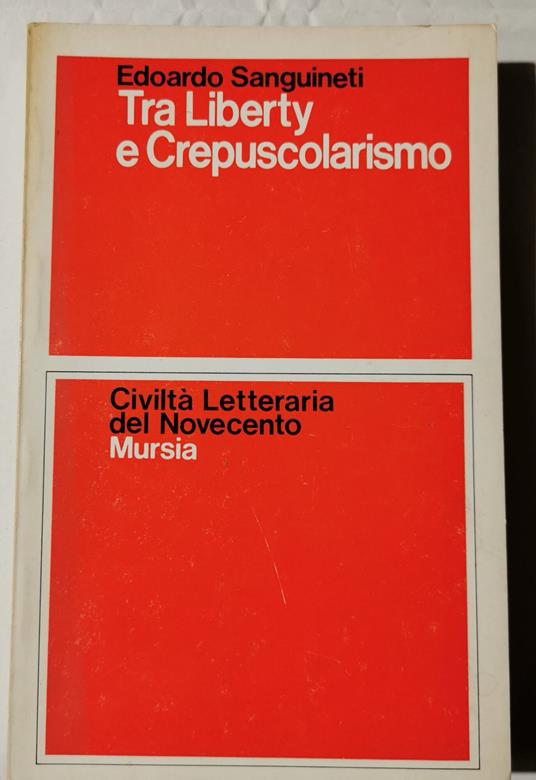 Edoardo Sanguineti
Tra Liberty
e Crepuscolarismo
Civiltà Letteraria
del Novecento
Mursia